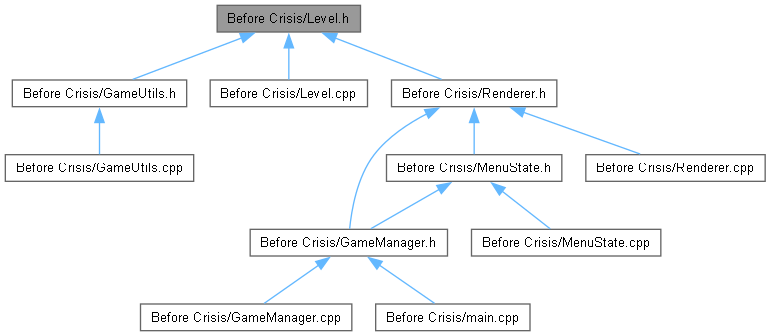 Before Crisis/Level.h
Before Crisis/GameUtils.h
Before Crisis/Level.cpp
Before Crisis/Renderer.h
Before Crisis/GameUtils.cpp
Before Crisis/MenuState.h
Before Crisis/Renderer.cpp
Before Crisis/GameManager.h
Before Crisis/MenuState.cpp
Before Crisis/GameManager.cpp
Before Crisis/main.cpp